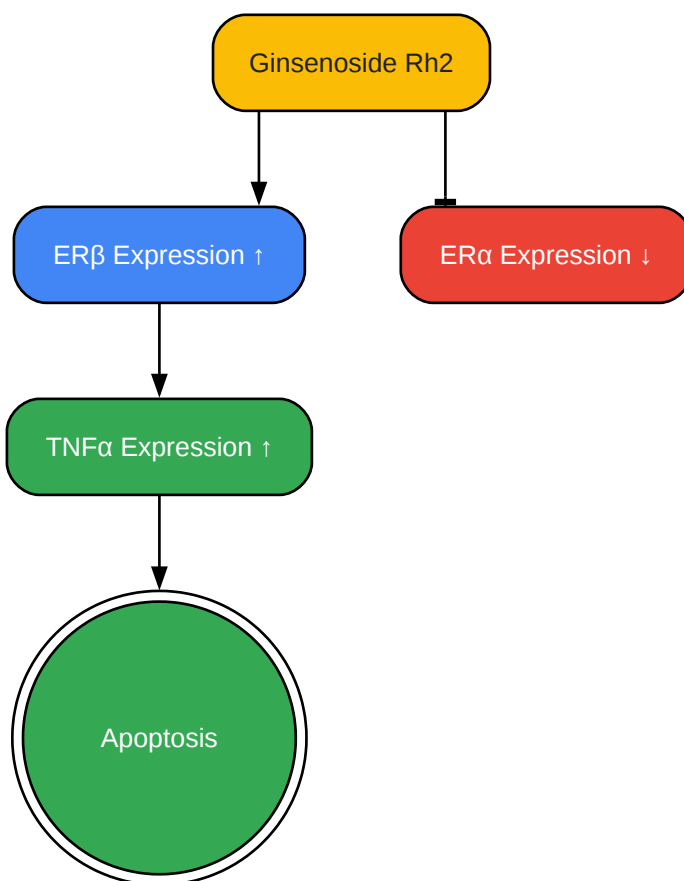 Ginsenoside Rh2
ERβ Expression ↑
ERα Expression ↓
TNFα Expression ↑
Apoptosis